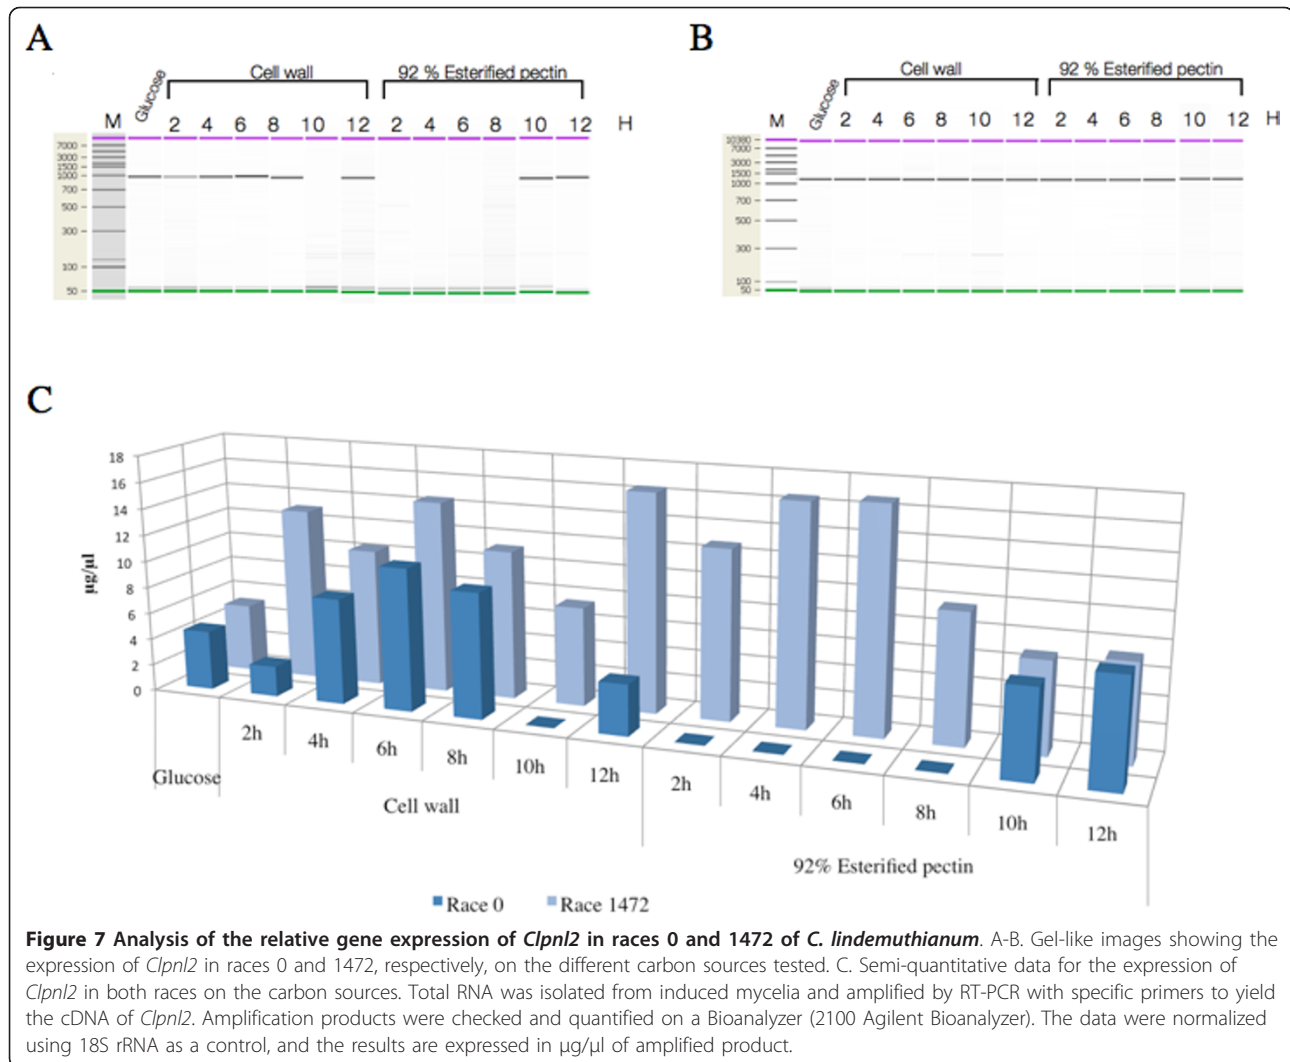 A
Glucose
Cell wall
92 % Esterified pectin
M 2 4 6 8 10 12 2 4 6 8 10 12 H
7000
3000
1500
1000
700
500
300
100
50
B
Glucose
Cell wall
92 % Esterified pectin
M 2 4 6 8 10 12 2 4 6 8 10 12 H
10380
7000
3000
1500
1000
700
500
300
100
50
C
µg/µl
18
16
14
12
10
8
6
4
2
0
2h 4h 6h 8h 10h 12h 2h 4h 6h 8h 10h 12h
Glucose
Cell wall
92% Esterified pectin
Race 0 Race 1472
Figure 7 Analysis of the relative gene expression of Clpnl2 in races 0 and 1472 of C. lindemuthianum. A-B. Gel-like images showing the
expression of Clpnl2 in races 0 and 1472, respectively, on the different carbon sources tested. C. Semi-quantitative data for the expression of
Clpnl2 in both races on the carbon sources. Total RNA was isolated from induced mycelia and amplified by RT-PCR with specific primers to yield
the cDNA of Clpnl2. Amplification products were checked and quantified on a Bioanalyzer (2100 Agilent Bioanalyzer). The data were normalized
using 18S rRNA as a control, and the results are expressed in µg/µl of amplified product.